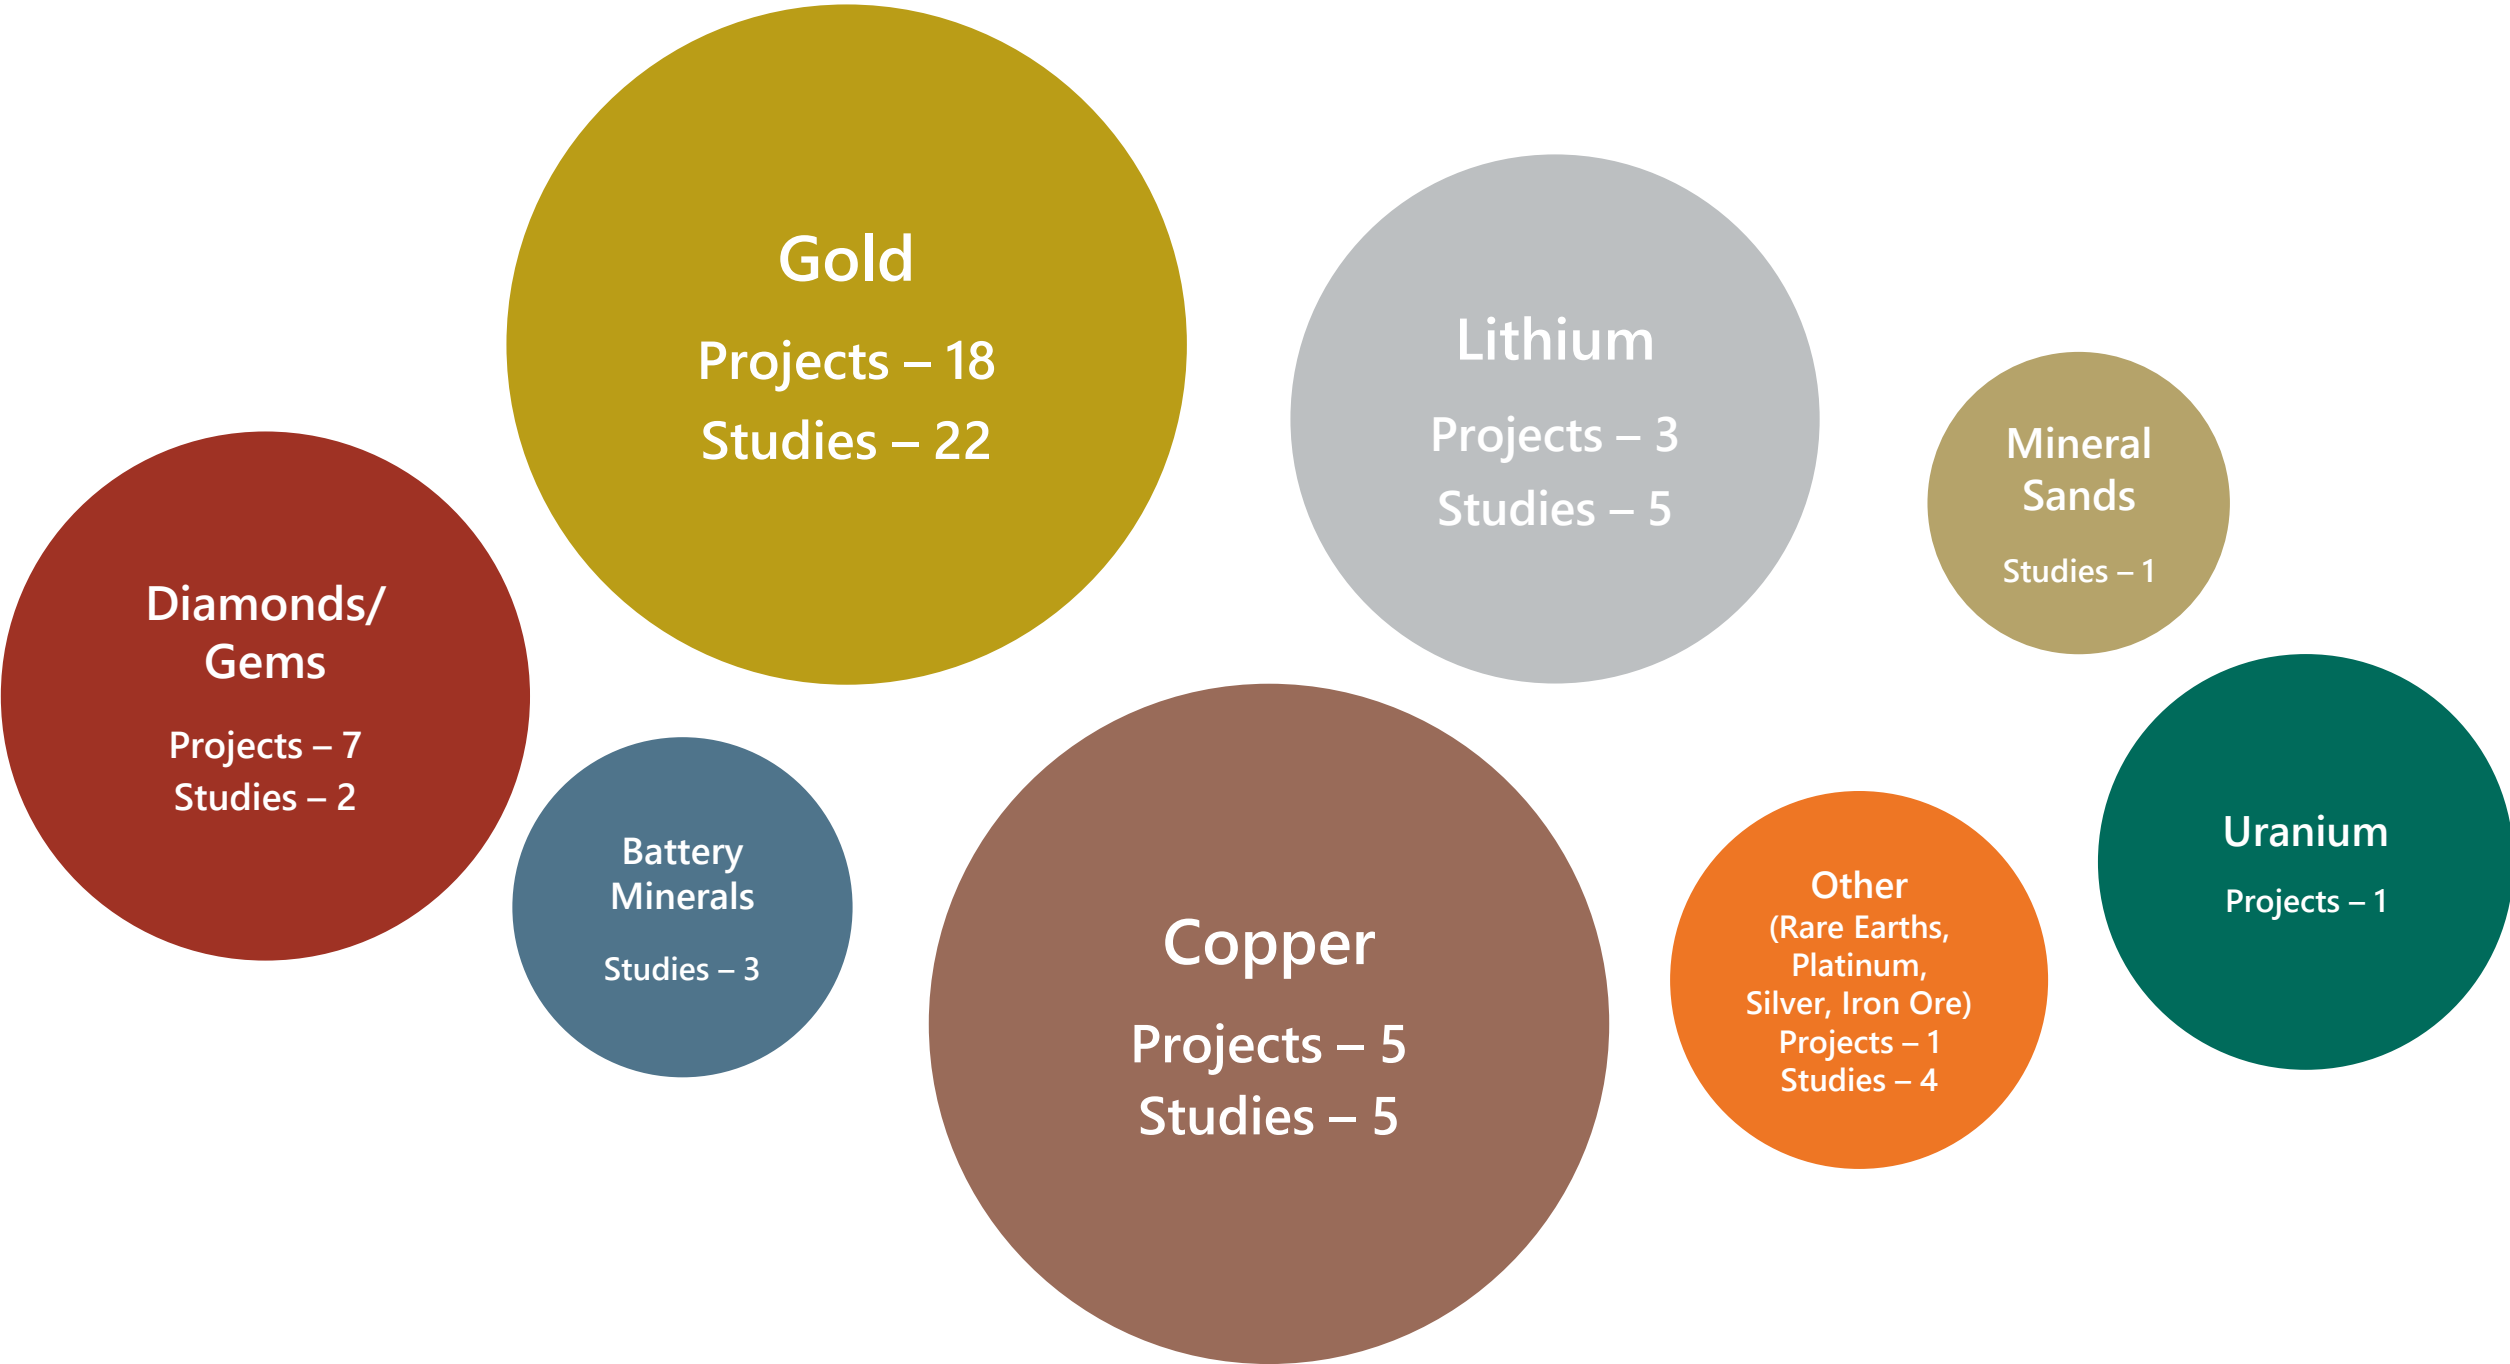 Gold
Projects – 18
Studies – 22
Lithium
Projects – 3
Studies – 5
Mineral
Sands
Studies – 1
Diamonds/
Gems
Projects – 7
Studies – 2
Battery
Minerals
Studies – 3
Copper
Projects – 5
Studies – 5
Other
(Rare Earths,
Platinum,
Silver, Iron Ore)
Projects – 1
Studies – 4
Uranium
Projects – 1